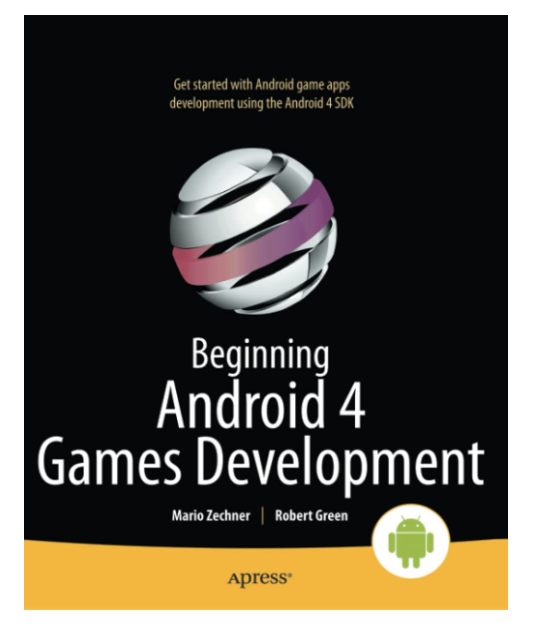 Get started with Android game apps
development using the Android 4 SDK
Beginning
Android 4
Games Development
Mario Zechner | Robert Green
Apress®